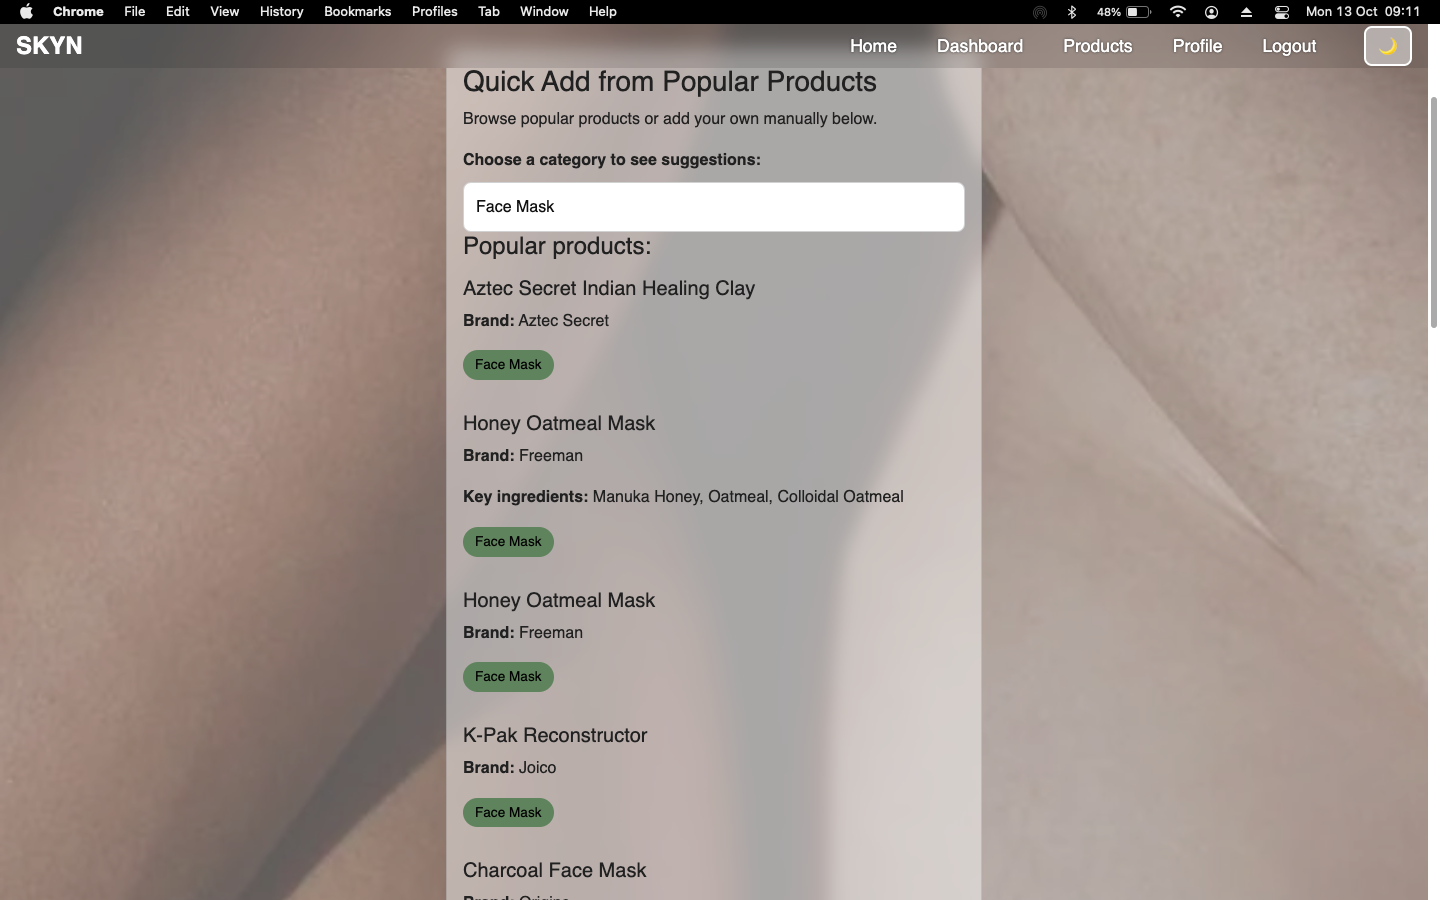 Chrome File Edit View History Bookmarks Profiles Tab Window Help 48% Mon 13 Oct 09:11
SKYN Home Dashboard Products Profile Logout
Quick Add from Popular Products
Browse popular products or add your own manually below.
Choose a category to see suggestions:
Face Mask
Popular products:
Aztec Secret Indian Healing Clay
Brand: Aztec Secret
Face Mask
Honey Oatmeal Mask
Brand: Freeman
Key ingredients: Manuka Honey, Oatmeal, Colloidal Oatmeal
Face Mask
Honey Oatmeal Mask
Brand: Freeman
Face Mask
K-Pak Reconstructor
Brand: Joico
Face Mask
Charcoal Face Mask
Brand: Origins